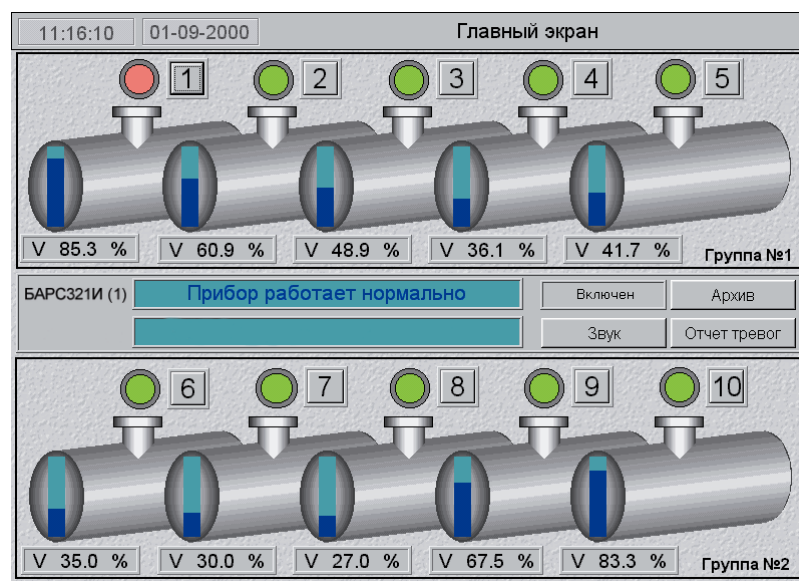 11:16:10 01-09-2000 Главный экран
1 2 3 4 5
V 85.3 % V 60.9 % V 48.9 % V 36.1 % V 41.7 % Группа №1
БАРС321И (1) Прибор работает нормально Включен Архив
Звук Отчет тревог
6 7 8 9 10
V 35.0 % V 30.0 % V 27.0 % V 67.5 % V 83.3 % Группа №2